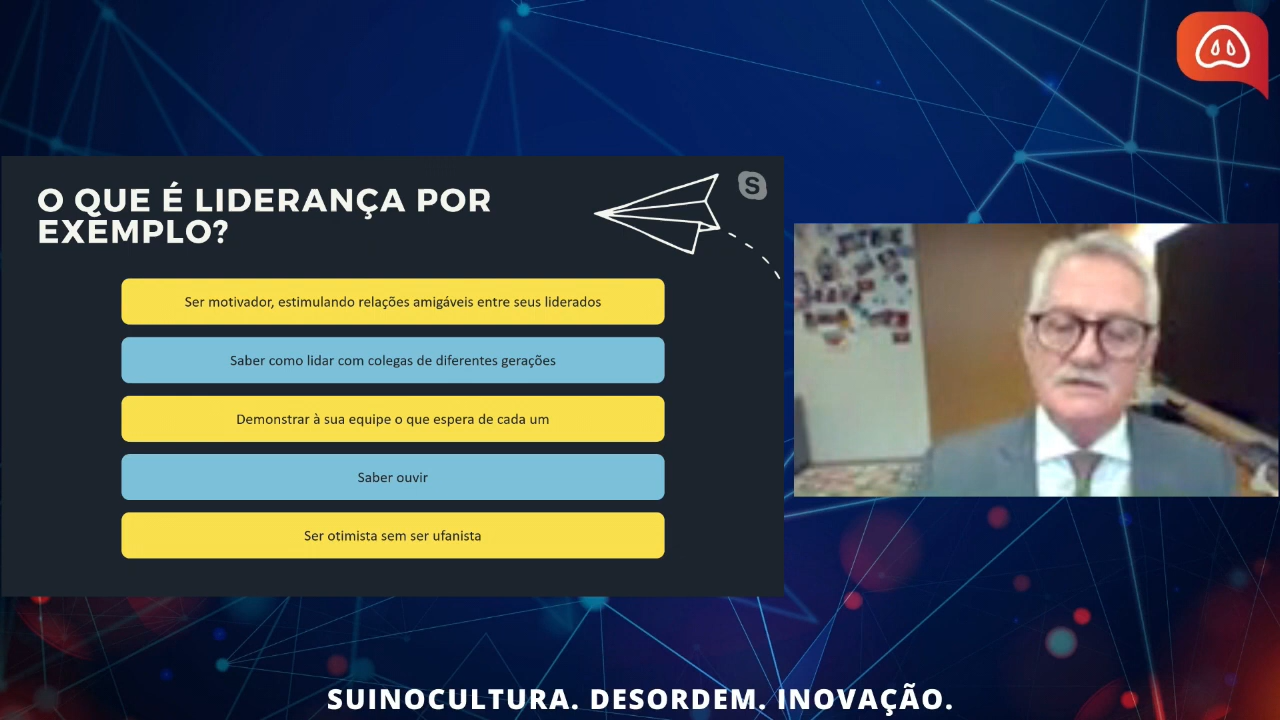 O QUE É LIDERANÇA POR
EXEMPLO?
S
Ser motivador, estimulando relações amigáveis entre seus liderados
Saber como lidar com colegas de diferentes gerações
Demonstrar à sua equipe o que espera de cada um
Saber ouvir
Ser otimista sem ser ufanista
SUINOCULTURA. DESORDEM. INOVAÇÃO.